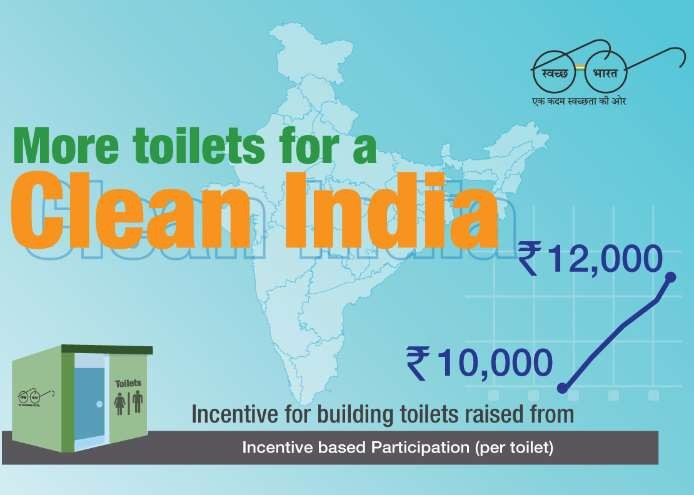 स्वच्छ भारत
एक कदम स्वच्छता की ओर
More toilets for a
Clean India
₹ 12,000
₹ 10,000
Toilets
Incentive for building toilets raised from
Incentive based Participation (per toilet)